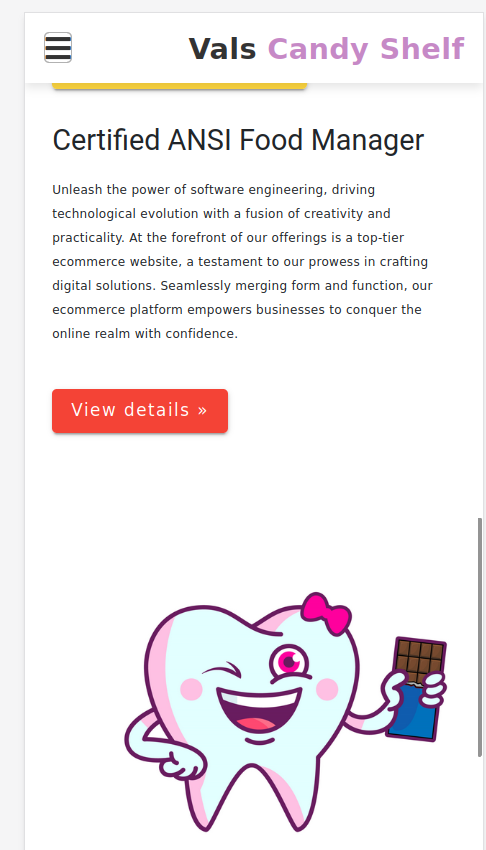 Vals Candy Shelf
Certified ANSI Food Manager
Unleash the power of software engineering, driving
technological evolution with a fusion of creativity and
practicality. At the forefront of our offerings is a top-tier
ecommerce website, a testament to our prowess in crafting
digital solutions. Seamlessly merging form and function, our
ecommerce platform empowers businesses to conquer the
online realm with confidence.
View details »